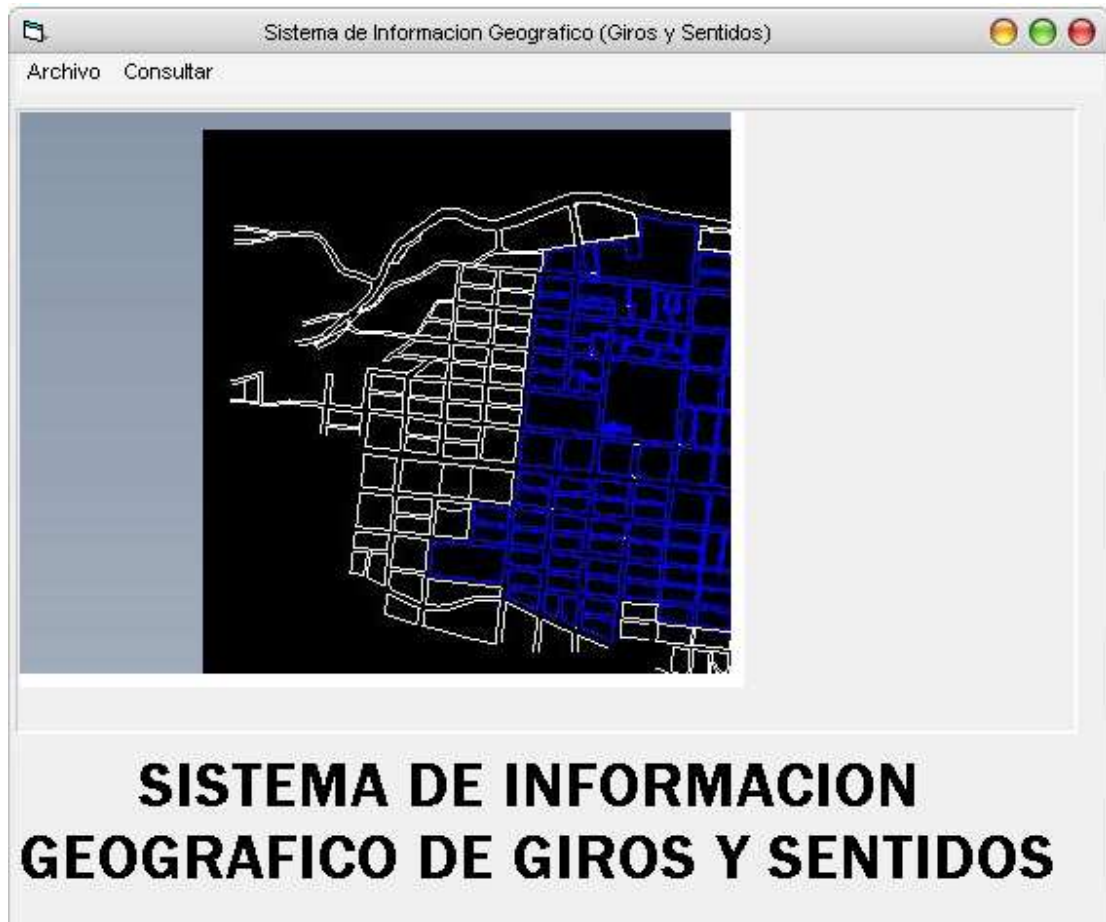 Sistema de Informacion Geografico (Giros y Sentidos)
Archivo Consultar
SISTEMA DE INFORMACION
GEOGRAFICO DE GIROS Y SENTIDOS